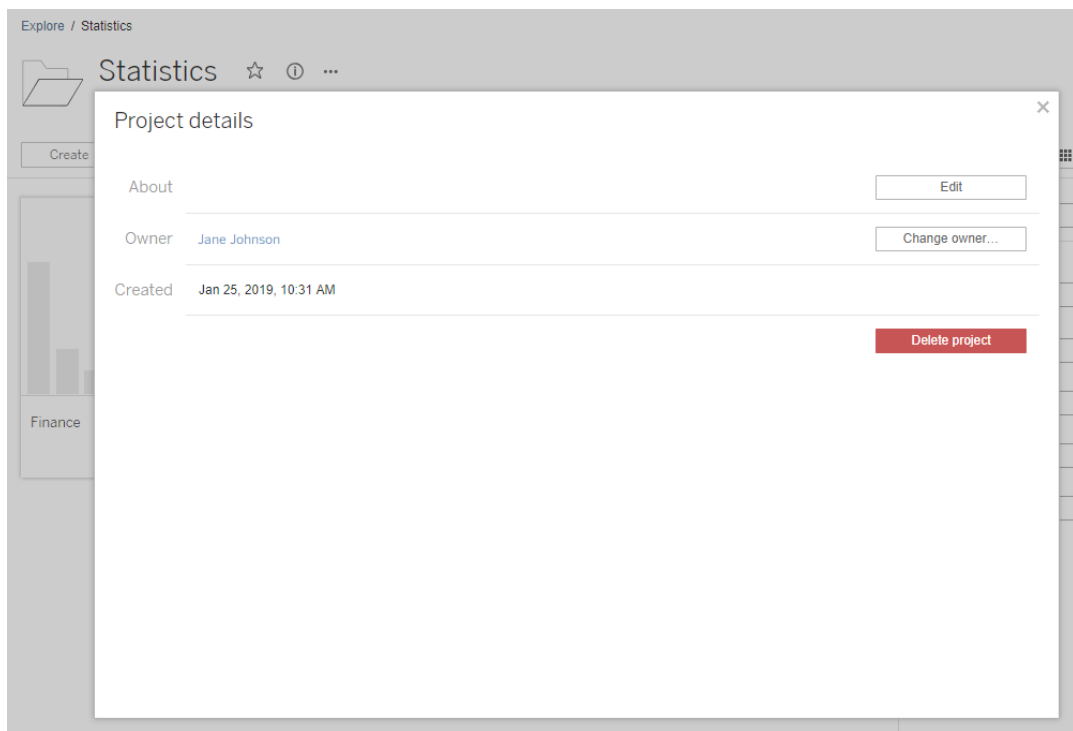 Explore / Statistics
Statistics
Project details
Create
About
Edit
Owner Jane Johnson
Change owner...
Created Jan 25, 2019, 10:31 AM
Delete project
Finance